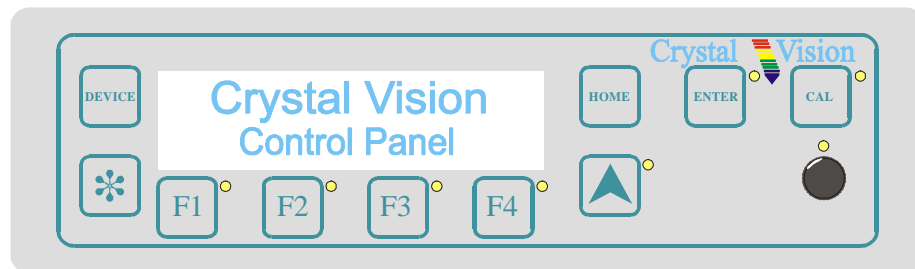 Crystal Vision
DEVICE
Crystal Vision
Control Panel
HOME
ENTER
CAL
F1
F2
F3
F4